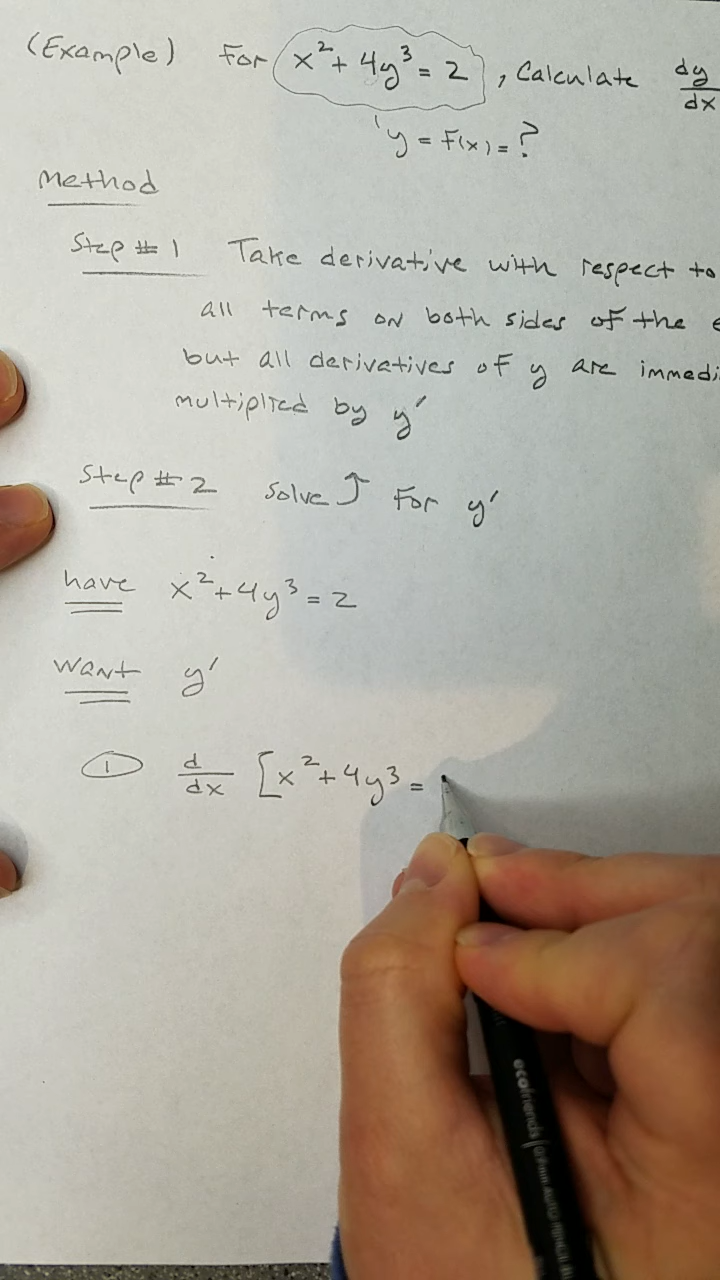 (Example) For x² + 4y³ = 2, Calculate dy/dx
y = F(x) = ?
Method
Step # 1 Take derivative with respect to
all terms on both sides of the
but all derivatives of y are immedi
multiplied by y'
Step # 2 Solve ⤴ For y'
have x² + 4y³ = 2
Want y'
① d/dx [x² + 4y³ =
ecofriends